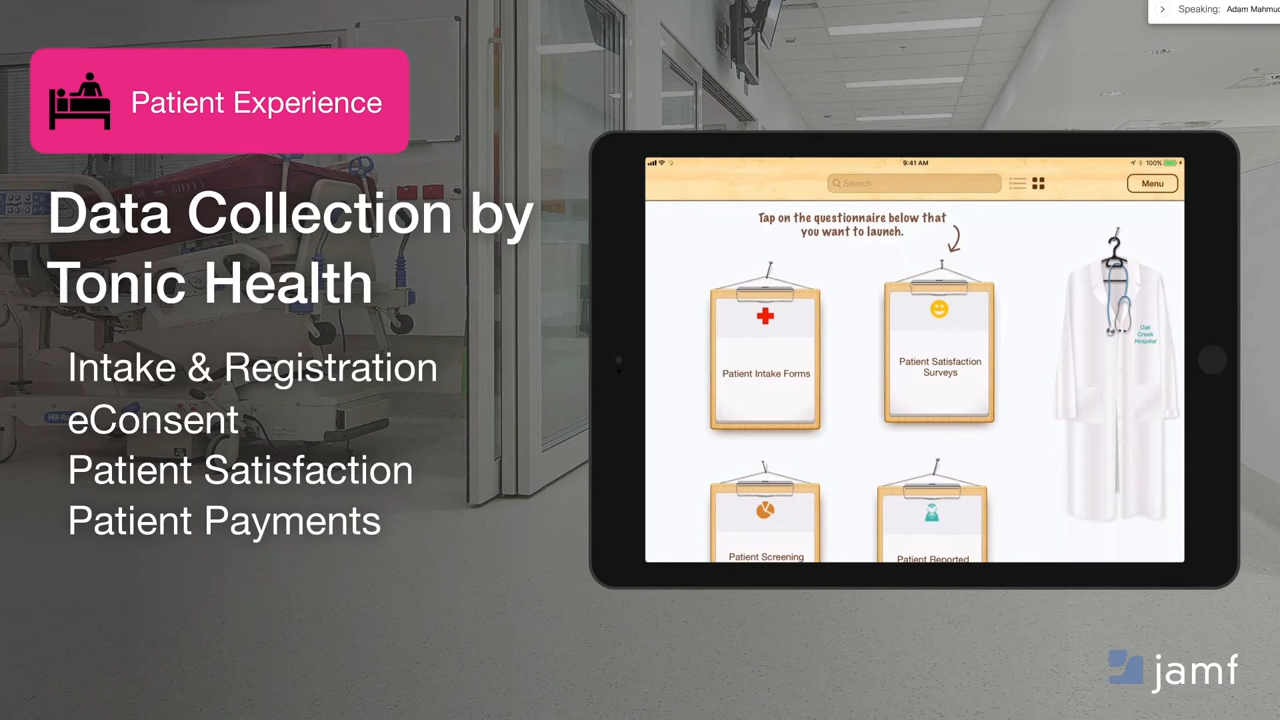 Speaking: Adam Mahmud
Patient Experience
Data Collection by
Tonic Health
Intake & Registration
eConsent
Patient Satisfaction
Patient Payments
9:41 AM
100%
Search
Menu
Tap on the questionnaire below that
you want to launch.
Patient Intake Forms
Patient Satisfaction
Surveys
Oak
Creek
Hospital
Patient Screening
Patient Reported
jamf